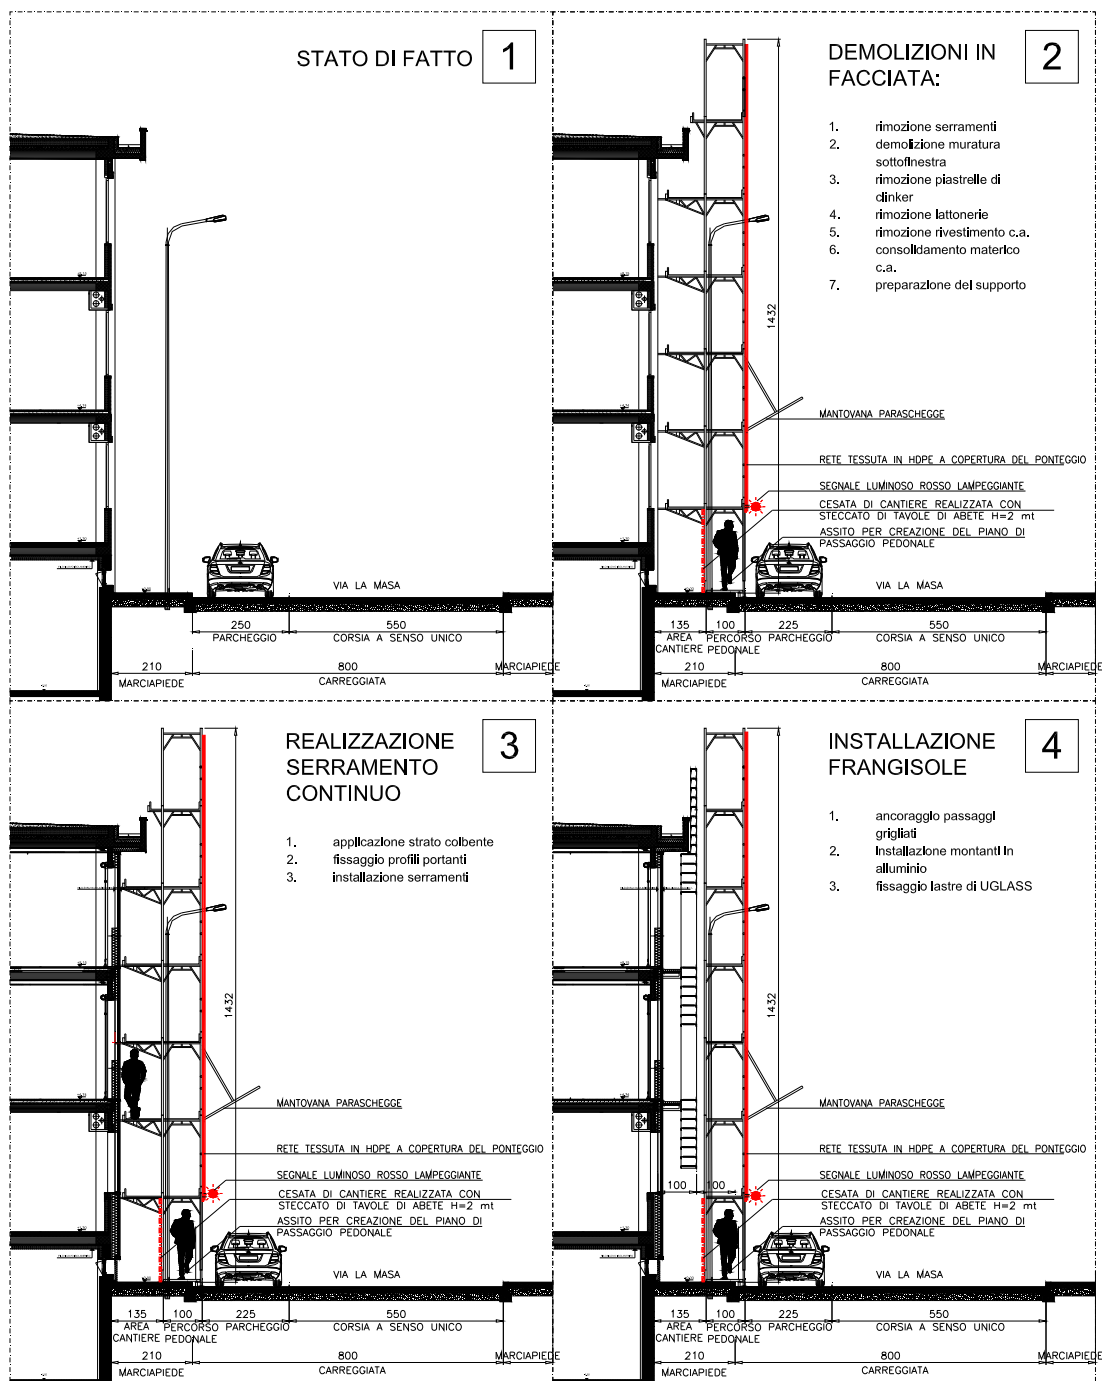 STATO DI FATTO
1
VIA LA MASA
250
550
PARCHEGGIO
CORSIA A SENSO UNICO
210
800
MARCIAPIEDE
MARCIAPIEDE
CARREGGIATA
DEMOLIZIONI IN
FACCIATA:
2
1. rimozione serramenti
2. demolizione muratura
sottofinestra
3. rimozione piastrelle di
clinker
4. rimozione lattonerie
5. rimozione rivestimento c.a.
6. consolidamento materico
c.a.
7. preparazione del supporto
1432
MANTOVANA PARASCHEGGE
RETE TESSUTA IN HDPE A COPERTURA DEL PONTEGGIO
SEGNALE LUMINOSO ROSSO LAMPEGGIANTE
CESATA DI CANTIERE REALIZZATA CON
STECCATO DI TAVOLE DI ABETE H=2 mt
ASSITO PER CREAZIONE DEL PIANO DI
PASSAGGIO PEDONALE
VIA LA MASA
135
100
225
550
AREA
CANTIERE
PERCORSO
PEDONALE
PARCHEGGIO
CORSIA A SENSO UNICO
210
800
MARCIAPIEDE
MARCIAPIEDE
CARREGGIATA
REALIZZAZIONE
SERRAMENTO
CONTINUO
3
1. applicazione strato coibente
2. fissaggio profili portanti
3. installazione serramenti
1432
MANTOVANA PARASCHEGGE
RETE TESSUTA IN HDPE A COPERTURA DEL PONTEGGIO
SEGNALE LUMINOSO ROSSO LAMPEGGIANTE
CESATA DI CANTIERE REALIZZATA CON
STECCATO DI TAVOLE DI ABETE H=2 mt
ASSITO PER CREAZIONE DEL PIANO DI
PASSAGGIO PEDONALE
VIA LA MASA
135
100
225
550
AREA
CANTIERE
PERCORSO
PEDONALE
PARCHEGGIO
CORSIA A SENSO UNICO
210
800
MARCIAPIEDE
MARCIAPIEDE
CARREGGIATA
INSTALLAZIONE
FRANGISOLE
4
1. ancoraggio passaggi
grigliati
2. installazione montanti in
alluminio
3. fissaggio lastre di UGLASS
1432
MANTOVANA PARASCHEGGE
RETE TESSUTA IN HDPE A COPERTURA DEL PONTEGGIO
SEGNALE LUMINOSO ROSSO LAMPEGGIANTE
100
100
CESATA DI CANTIERE REALIZZATA CON
STECCATO DI TAVOLE DI ABETE H=2 mt
ASSITO PER CREAZIONE DEL PIANO DI
PASSAGGIO PEDONALE
VIA LA MASA
135
100
225
550
AREA
CANTIERE
PERCORSO
PEDONALE
PARCHEGGIO
CORSIA A SENSO UNICO
210
800
MARCIAPIEDE
MARCIAPIEDE
CARREGGIATA